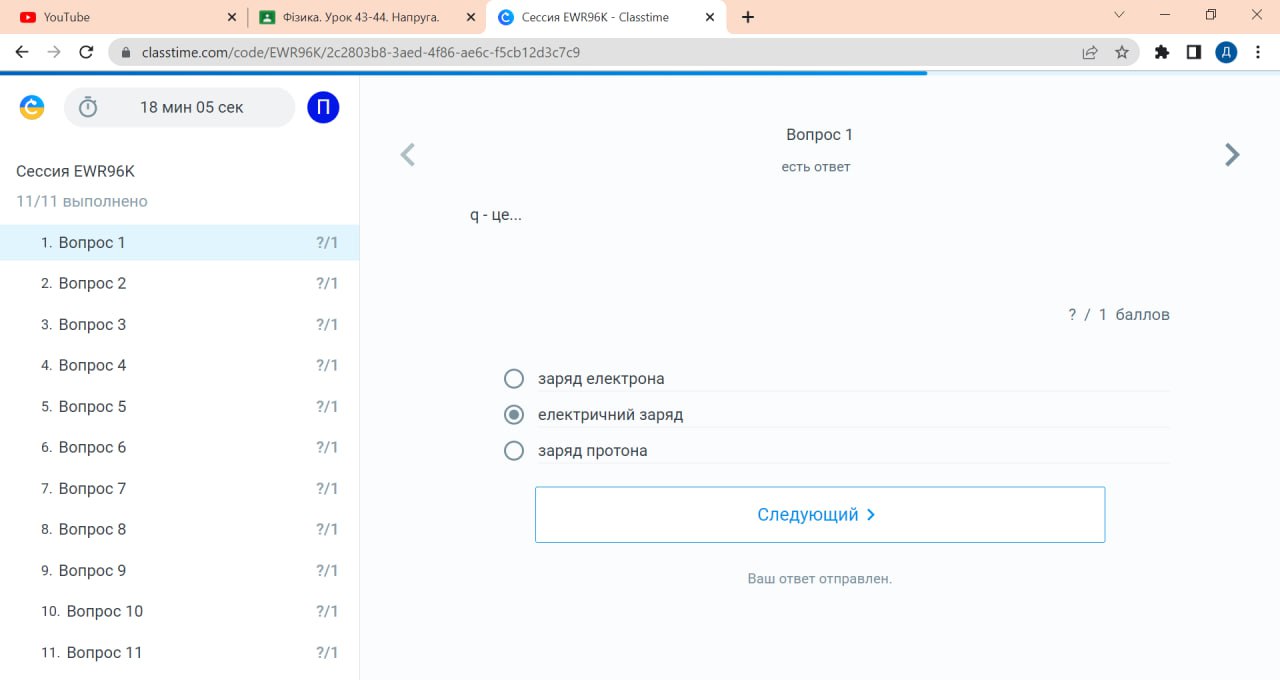 YouTube
Фізика. Урок 43-44. Напруга.
Сессия EWR96K - Classtime
classtime.com/code/EWR96K/2c2803b8-3aed-4f86-ae6c-f5cb12d3c7c9
Д
18 мин 05 сек
П
Сессия EWR96K
11/11 выполнено
1. Вопрос 1 ?/1
2. Вопрос 2 ?/1
3. Вопрос 3 ?/1
4. Вопрос 4 ?/1
5. Вопрос 5 ?/1
6. Вопрос 6 ?/1
7. Вопрос 7 ?/1
8. Вопрос 8 ?/1
9. Вопрос 9 ?/1
10. Вопрос 10 ?/1
11. Вопрос 11 ?/1
Вопрос 1
есть ответ
q - це...
? / 1 баллов
заряд електрона
електричний заряд
заряд протона
Следующий
Ваш ответ отправлен.